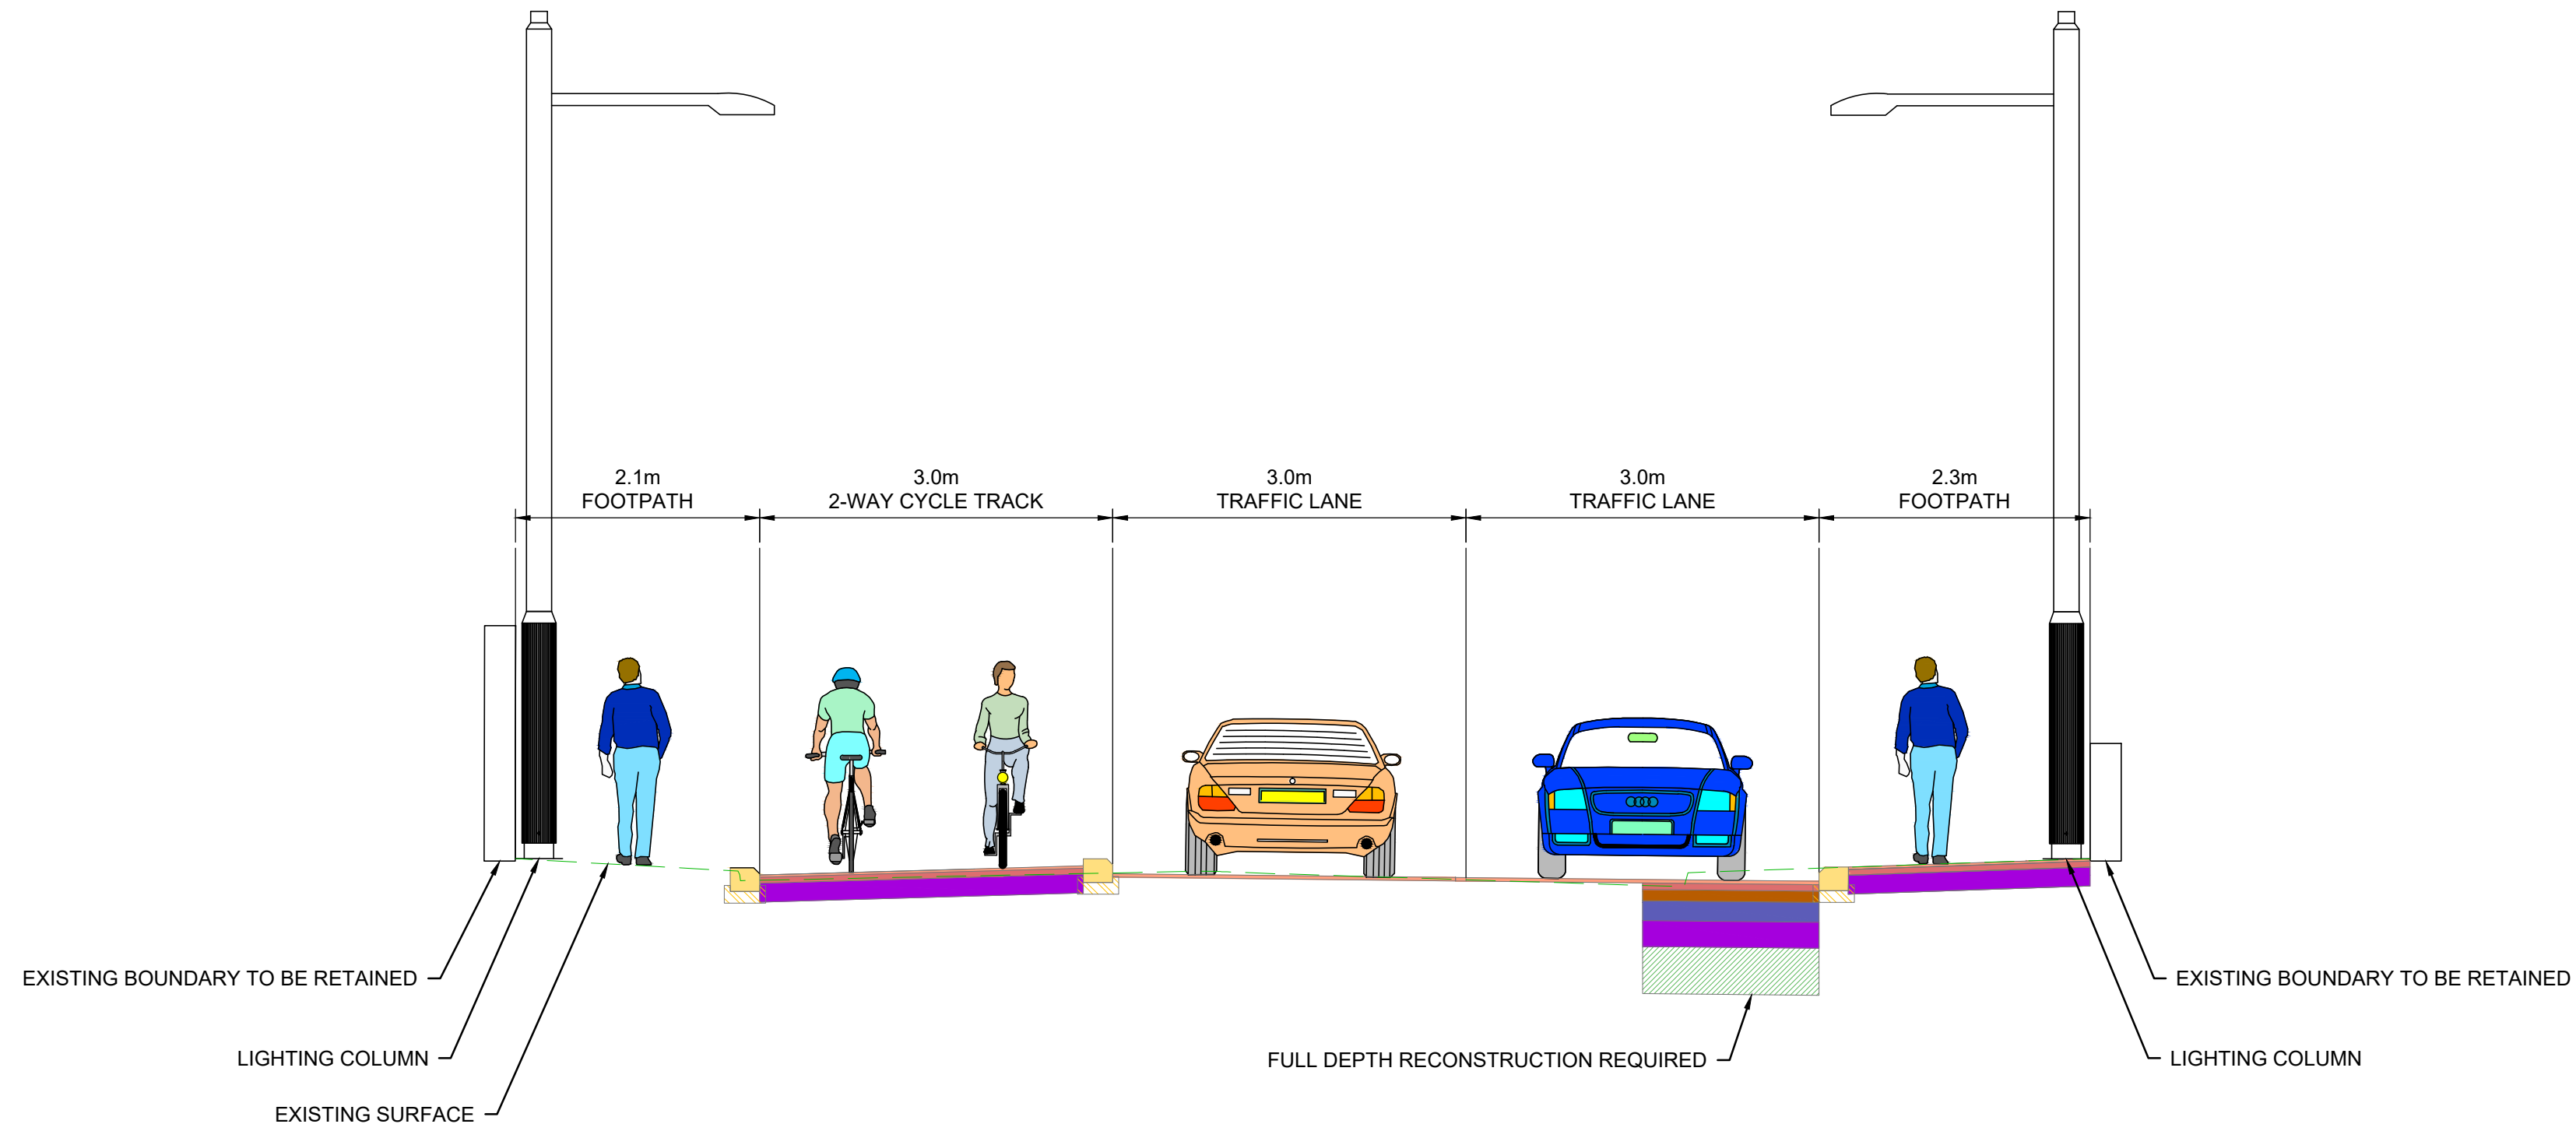 2.1m
FOOTPATH
3.0m
2-WAY CYCLE TRACK
3.0m
TRAFFIC LANE
3.0m
TRAFFIC LANE
2.3m
FOOTPATH
EXISTING BOUNDARY TO BE RETAINED
LIGHTING COLUMN
EXISTING SURFACE
FULL DEPTH RECONSTRUCTION REQUIRED
EXISTING BOUNDARY TO BE RETAINED
LIGHTING COLUMN